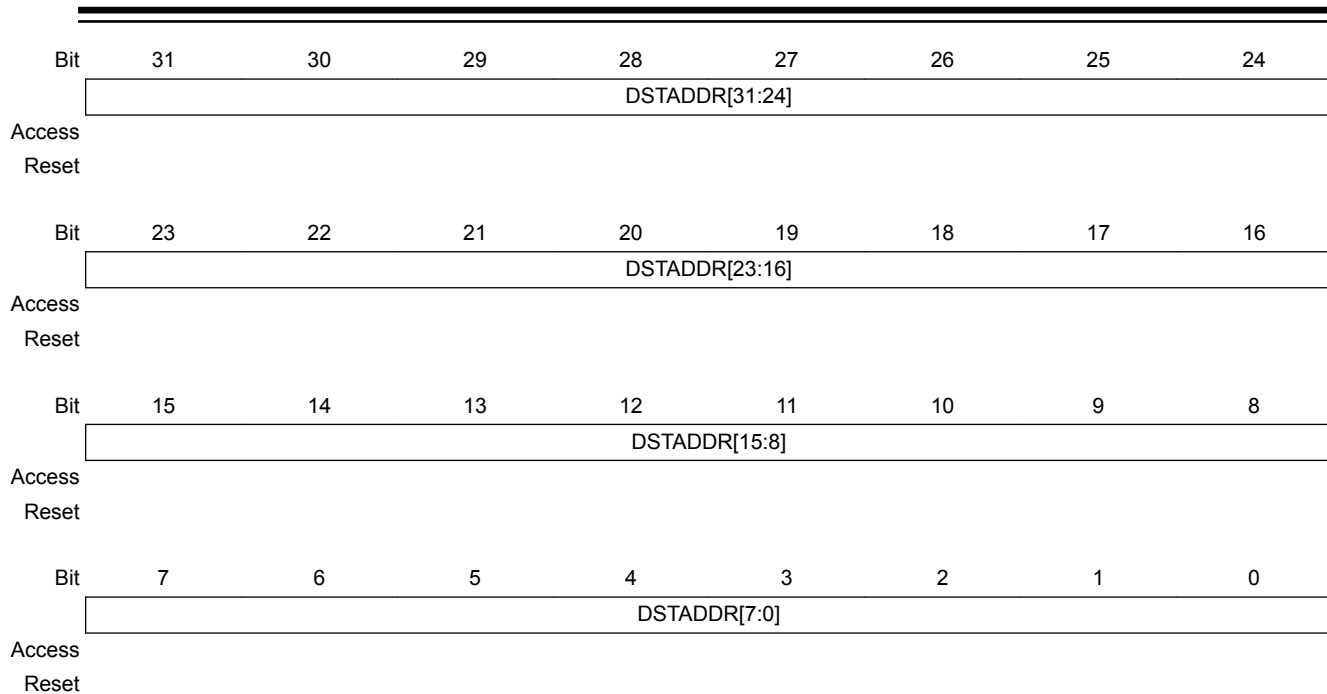 Bit 31 30 29 28 27 26 25 24
DSTADDR[31:24]
Access
Reset
Bit 23 22 21 20 19 18 17 16
DSTADDR[23:16]
Access
Reset
Bit 15 14 13 12 11 10 9 8
DSTADDR[15:8]
Access
Reset
Bit 7 6 5 4 3 2 1 0
DSTADDR[7:0]
Access
Reset